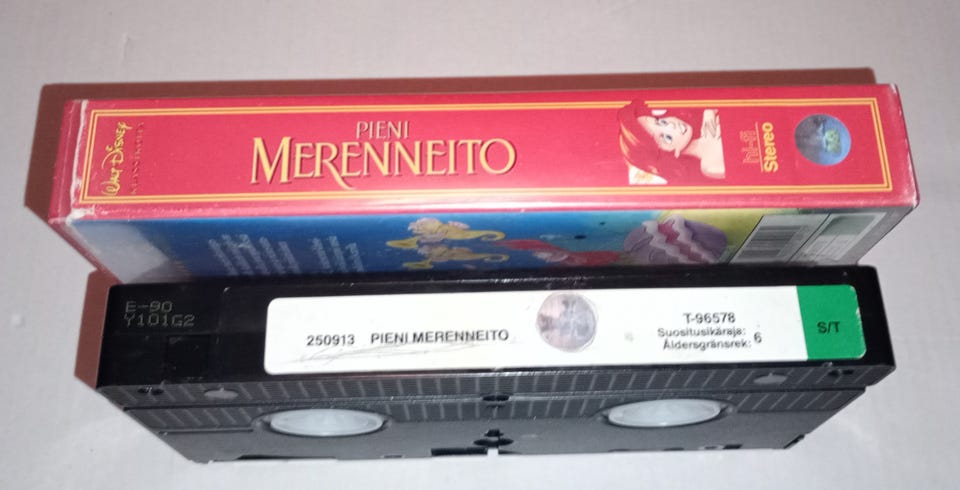 WALT DISNEY
PIENI
MERENNEITO
hi-fi
Stereo
E-90
Y101G2
250913 PIENI MERENNEITO
T-96578
Suositusikäraja:
Åldersgränsrek: 6
S/T